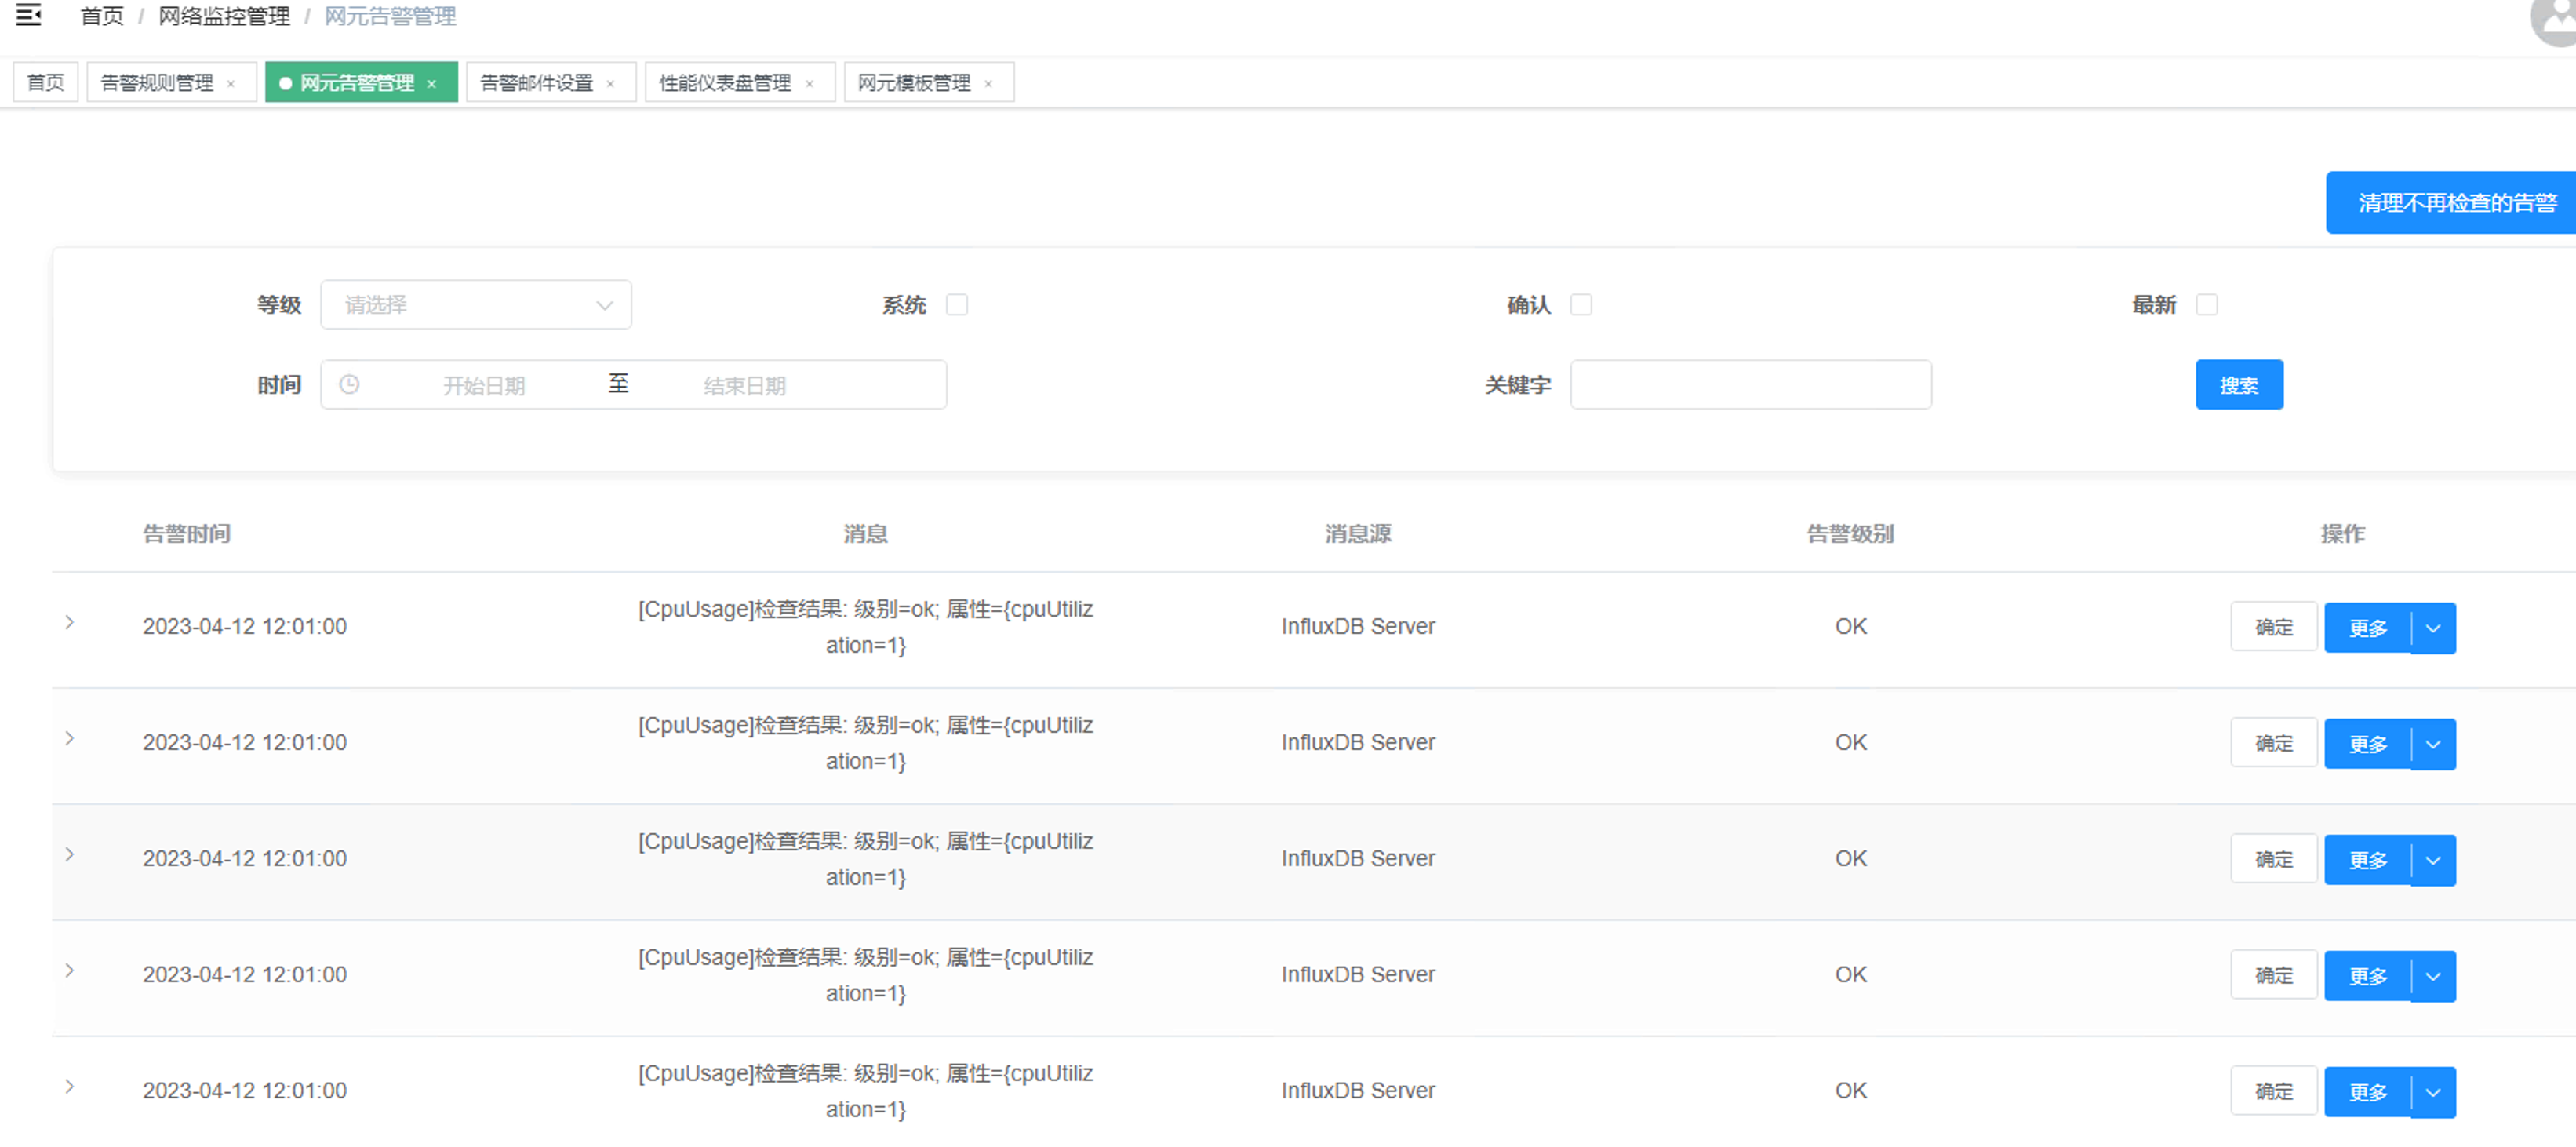 首页 / 网络监控管理 / 网元告警管理
首页 告警规则管理 × 网元告警管理 × 告警邮件设置 × 性能仪表盘管理 × 网元模板管理 ×
清理不再检查的告警
等级 请选择 系统 确认 最新
时间 开始日期 至 结束日期 关键字 搜索
告警时间 消息 消息源 告警级别 操作
2023-04-12 12:01:00 [CpuUsage]检查结果: 级别=ok; 属性={cpuUtiliz
ation=1} InfluxDB Server OK 确定 更多
2023-04-12 12:01:00 [CpuUsage]检查结果: 级别=ok; 属性={cpuUtiliz
ation=1} InfluxDB Server OK 确定 更多
2023-04-12 12:01:00 [CpuUsage]检查结果: 级别=ok; 属性={cpuUtiliz
ation=1} InfluxDB Server OK 确定 更多
2023-04-12 12:01:00 [CpuUsage]检查结果: 级别=ok; 属性={cpuUtiliz
ation=1} InfluxDB Server OK 确定 更多
2023-04-12 12:01:00 [CpuUsage]检查结果: 级别=ok; 属性={cpuUtiliz
ation=1} InfluxDB Server OK 确定 更多